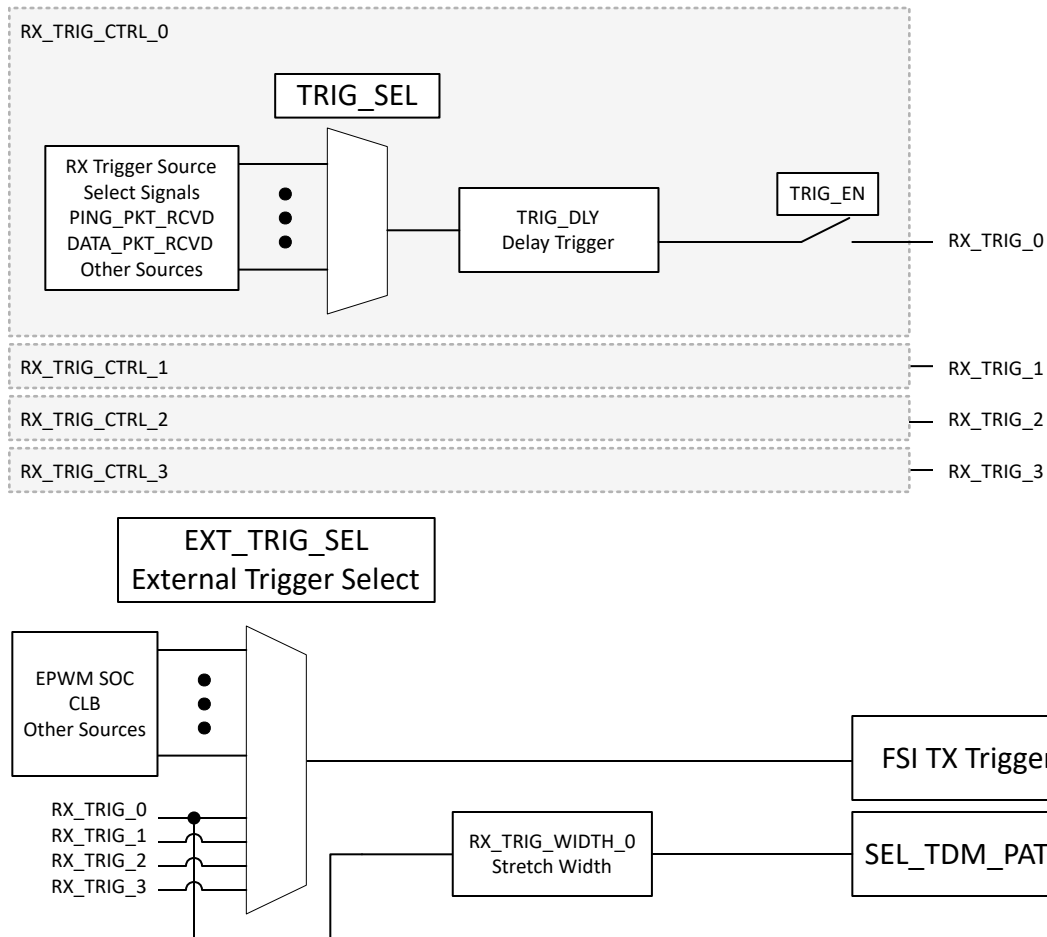 RX_TRIG_CTRL_0
TRIG_SEL
RX Trigger Source
Select Signals
PING_PKT_RCVD
DATA_PKT_RCVD
Other Sources
TRIG_DLY
Delay Trigger
TRIG_EN
RX_TRIG_0
RX_TRIG_CTRL_1
RX_TRIG_1
RX_TRIG_CTRL_2
RX_TRIG_2
RX_TRIG_CTRL_3
RX_TRIG_3
EXT_TRIG_SEL
External Trigger Select
EPWM SOC
CLB
Other Sources
FSI TX Trigger
RX_TRIG_0
RX_TRIG_1
RX_TRIG_2
RX_TRIG_3
RX_TRIG_WIDTH_0
Stretch Width
SEL_TDM_PAT